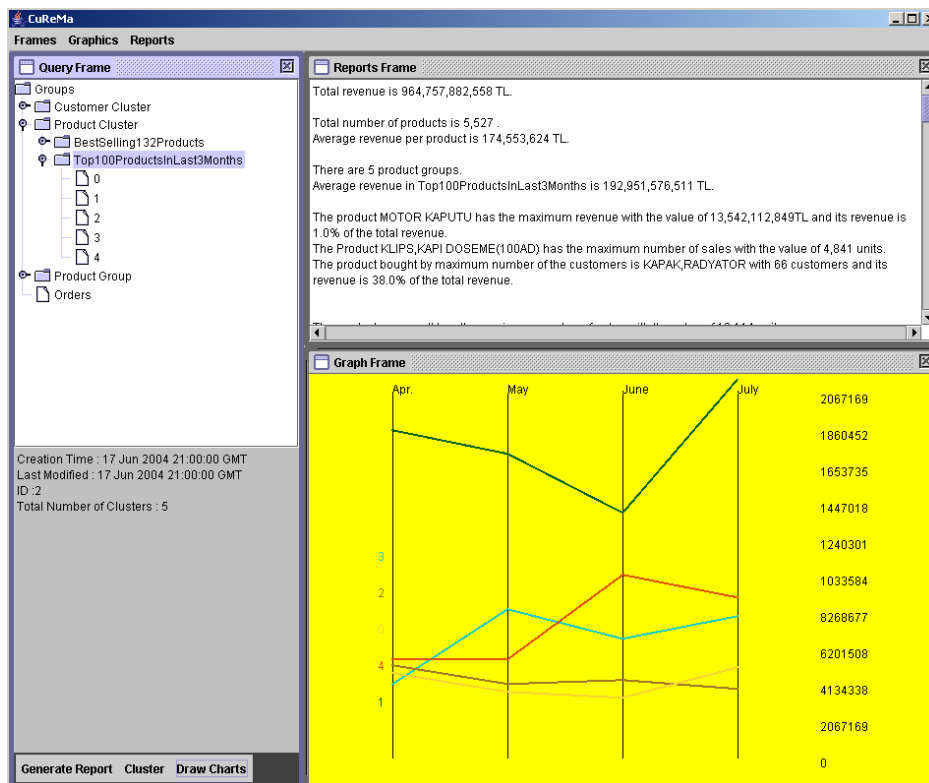 CuReMa
Frames Graphics Reports
Query Frame
Groups
Customer Cluster
Product Cluster
BestSelling132Products
Top100ProductsInLast3Months
0
1
2
3
4
Product Group
Orders
Creation Time : 17 Jun 2004 21:00:00 GMT
Last Modified : 17 Jun 2004 21:00:00 GMT
ID :2
Total Number of Clusters : 5
Generate Report Cluster Draw Charts
Reports Frame
Total revenue is 964,757,882,558 TL.
Total number of products is 5,527 .
Average revenue per product is 174,553,624 TL.
There are 5 product groups.
Average revenue in Top100ProductsInLast3Months is 192,951,576,511 TL.
The product MOTOR KAPUTU has the maximum revenue with the value of 13,542,112,849TL and its revenue is
1.0% of the total revenue.
The Product KLIPS,KAPI DOSEME(100AD) has the maximum number of sales with the value of 4,841 units.
The product bought by maximum number of the customers is KAPAK,RADYATOR with 66 customers and its
revenue is 38.0% of the total revenue.
Graph Frame
Apr. May June July
2067169
1860452
1653735
1447018
1240301
1033584
8268677
6201508
4134338
2067169
0
3
2
0
4
1